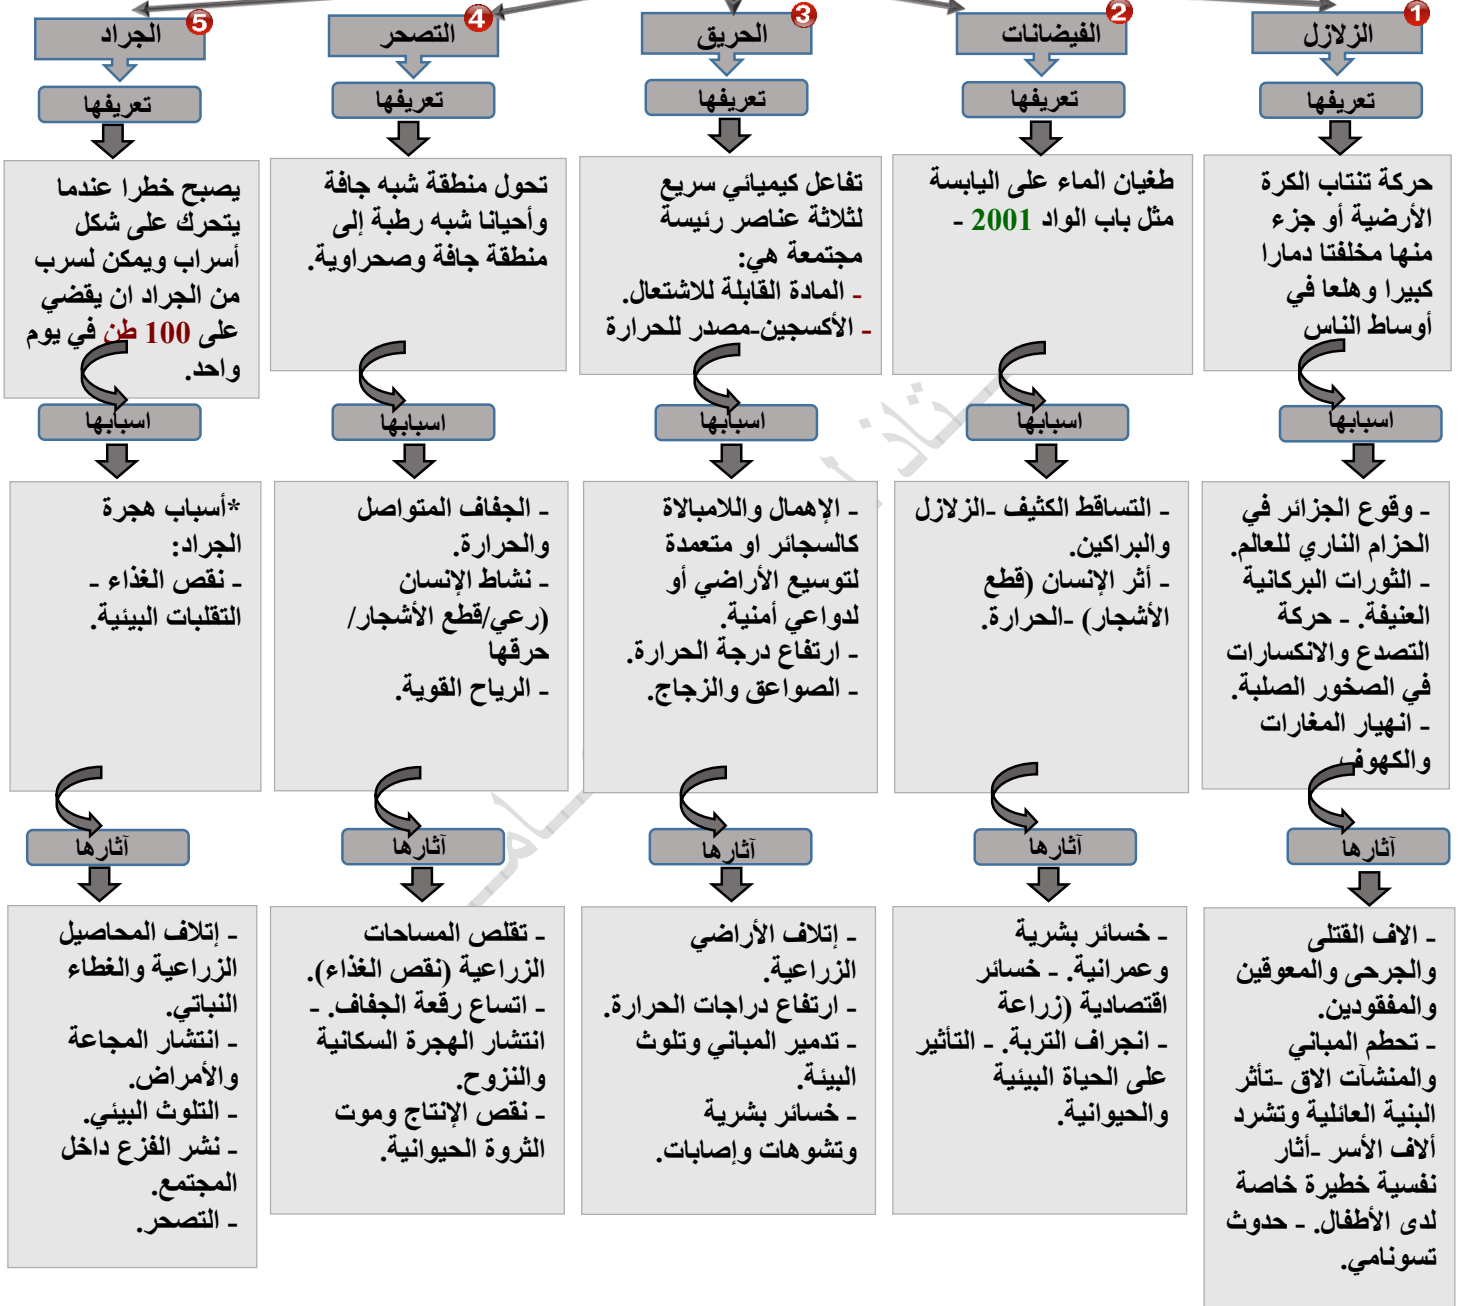 1
الزلازل
تعريفها
حركة تنتاب الكرة
الأرضية أو جزء
منها مخلفتا دمارا
كبيرا وهلعا في
أوساط الناس
اسبابها
- وقوع الجزائر في
الحزام الناري للعالم.
- الثورات البركانية
العنيفة. - حركة
التصدع والانكسارات
في الصخور الصلبة.
- انهيار المغارات
والكهوف
آثارها
- الاف القتلى
والجرحى والمعوقين
والمفقودين.
- تحطم المباني
والمنشآت الاق -تأثر
البنية العائلية وتشرد
ألاف الأسر -أثار
نفسية خطيرة خاصة
لدى الأطفال. - حدوث
تسونامي.
2
الفيضانات
تعريفها
طغيان الماء على اليابسة
مثل باب الواد 2001 -
اسبابها
- التساقط الكثيف -الزلازل
والبراكين.
- أثر الإنسان (قطع
الأشجار) -الحرارة.
آثارها
- خسائر بشرية
وعمرانية. - خسائر
اقتصادية (زراعة
- انجراف التربة. - التأثير
على الحياة البيئية
والحيوانية.
3
الحريق
تعريفها
تفاعل كيميائي سريع
لثلاثة عناصر رئيسة
مجتمعة هي:
- المادة القابلة للاشتعال.
- الأكسجين-مصدر للحرارة
اسبابها
- الإهمال واللامبالاة
كالسجائر او متعمدة
لتوسيع الأراضي أو
لدواعي أمنية.
- ارتفاع درجة الحرارة.
- الصواعق والزجاج.
آثارها
- إتلاف الأراضي
الزراعية.
- ارتفاع دراجات الحرارة.
- تدمير المباني وتلوث
البيئة.
- خسائر بشرية
وتشوهات وإصابات.
4
التصحر
تعريفها
تحول منطقة شبه جافة
وأحيانا شبه رطبة إلى
منطقة جافة وصحراوية.
اسبابها
- الجفاف المتواصل
والحرارة.
- نشاط الإنسان
(رعي/قطع الأشجار/
حرقها
- الرياح القوية.
آثارها
- تقلص المساحات
الزراعية (نقص الغذاء).
- اتساع رقعة الجفاف. -
انتشار الهجرة السكانية
والنزوح.
- نقص الإنتاج وموت
الثروة الحيوانية.
5
الجراد
تعريفها
يصبح خطرا عندما
يتحرك على شكل
أسراب ويمكن لسرب
من الجراد ان يقضي
على 100 طن في يوم
واحد.
اسبابها
*أسباب هجرة
الجراد:
- نقص الغذاء -
التقلبات البيئية.
آثارها
- إتلاف المحاصيل
الزراعية والغطاء
النباتي.
- انتشار المجاعة
والأمراض.
- التلوث البيئي.
- نشر الفزع داخل
المجتمع.
- التصحر.